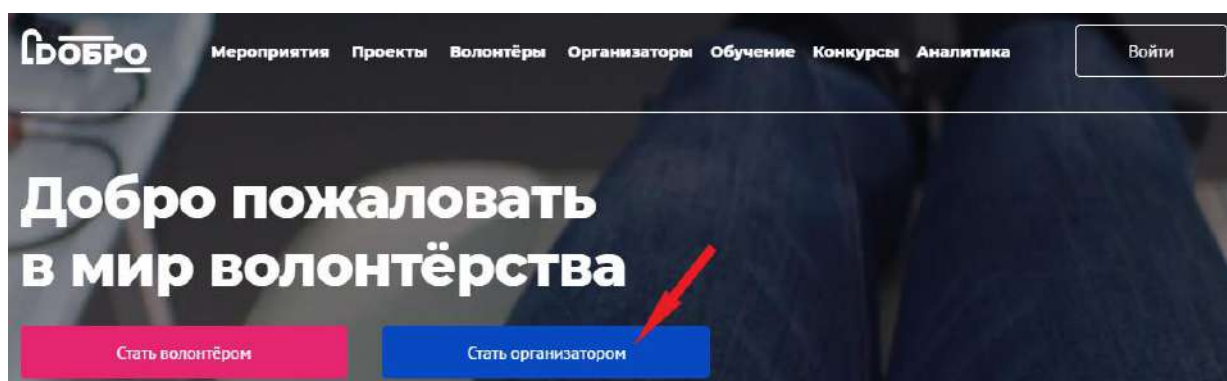 ДОБРО
Мероприятия Проекты Волонтёры Организаторы Обучение Конкурсы Аналитика Войти
Добро пожаловать
в мир волонтёрства
Стать волонтёром Стать организатором